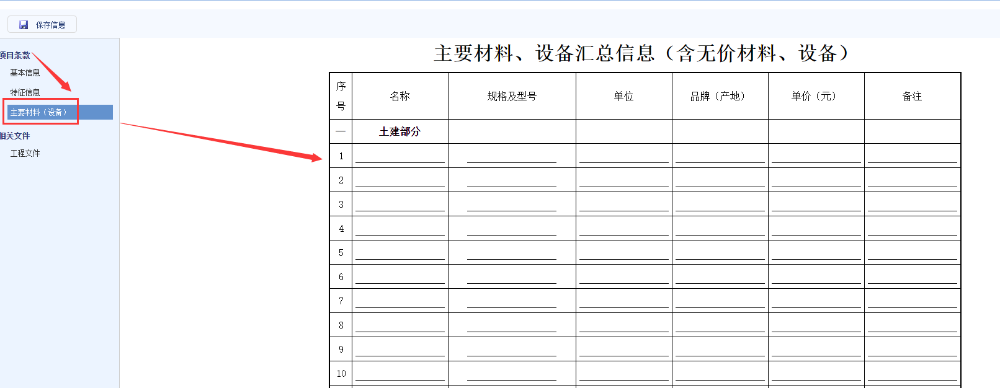 保存信息
项目条款
基本信息
特征信息
主要材料（设备）
相关文件
工程文件
主要材料、设备汇总信息（含无价材料、设备）
序号 名称 规格及型号 单位 品牌（产地） 单价（元） 备注
一 土建部分
1
2
3
4
5
6
7
8
9
10